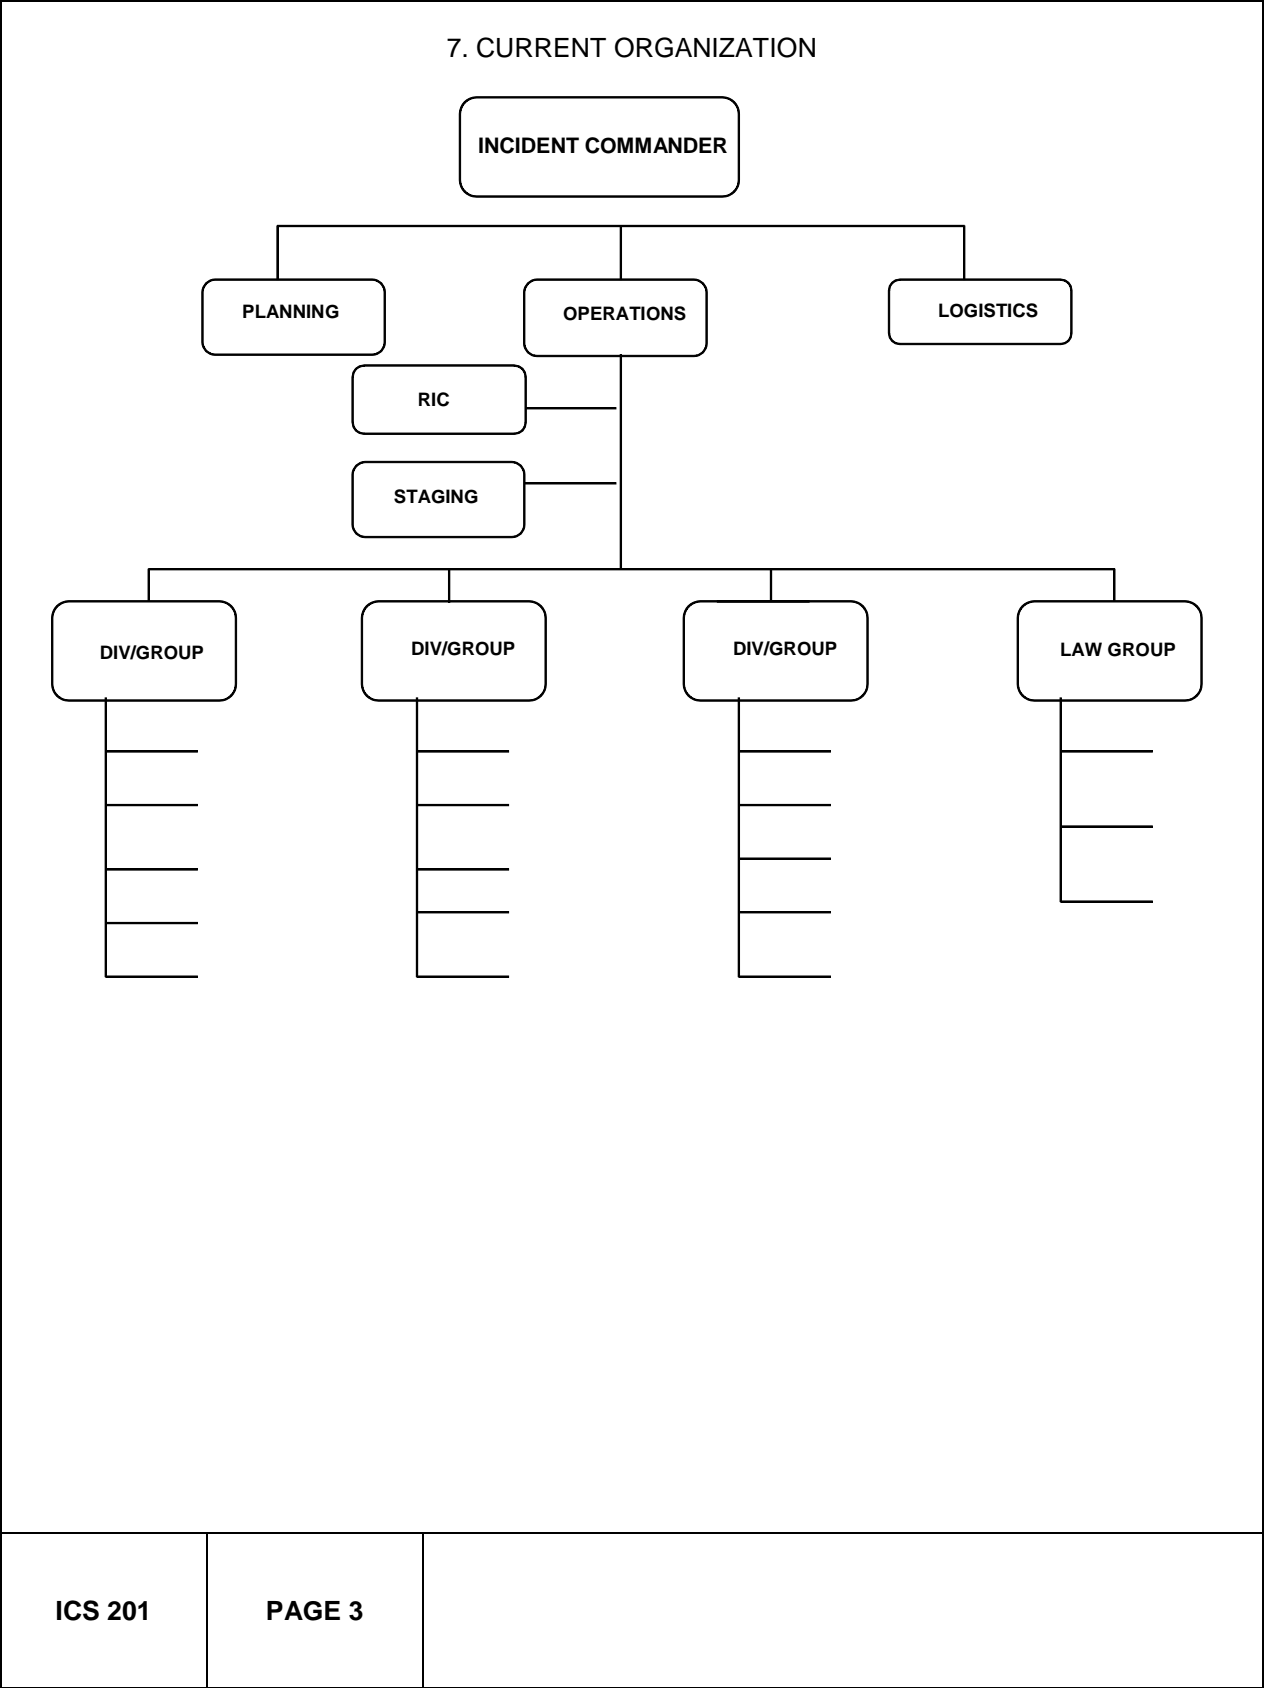 7. CURRENT ORGANIZATION
INCIDENT COMMANDER
PLANNING
OPERATIONS
LOGISTICS
RIC
STAGING
DIV/GROUP
DIV/GROUP
DIV/GROUP
LAW GROUP
ICS 201
PAGE 3